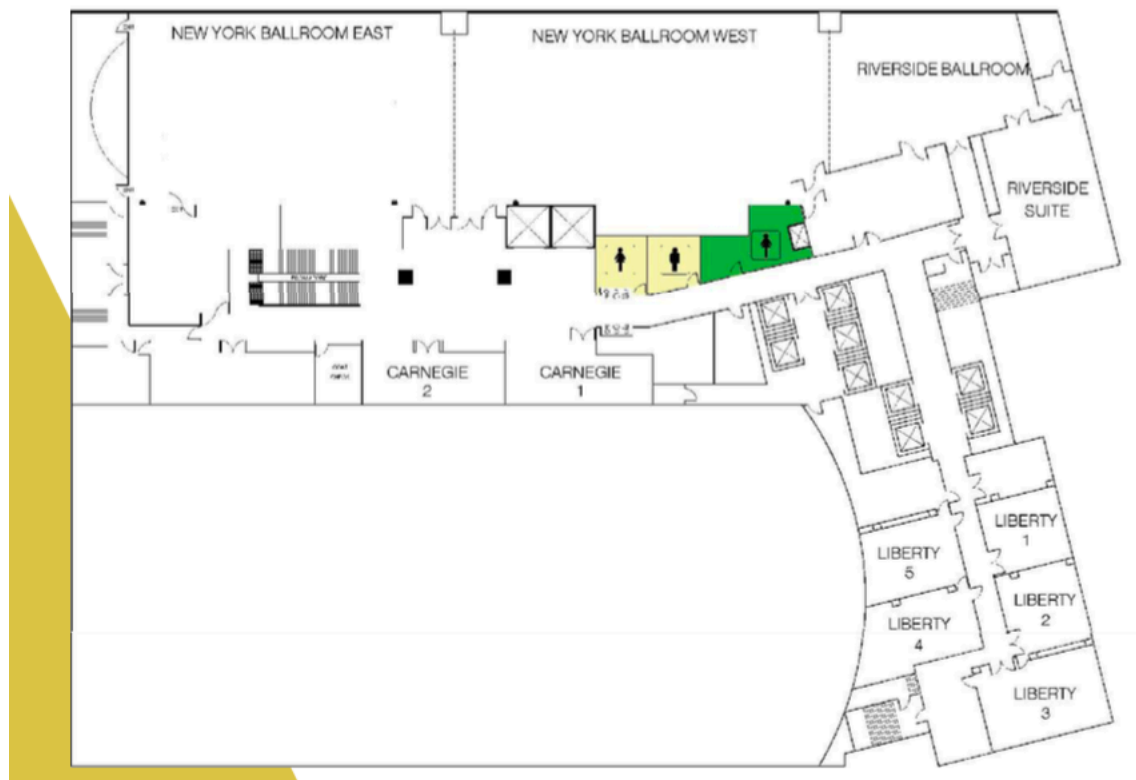 NEW YORK BALLROOM EAST
NEW YORK BALLROOM WEST
RIVERSIDE BALLROOM
RIVERSIDE
SUITE
CARNEGIE
2
CARNEGIE
1
LIBERTY
1
LIBERTY
5
LIBERTY
2
LIBERTY
4
LIBERTY
3